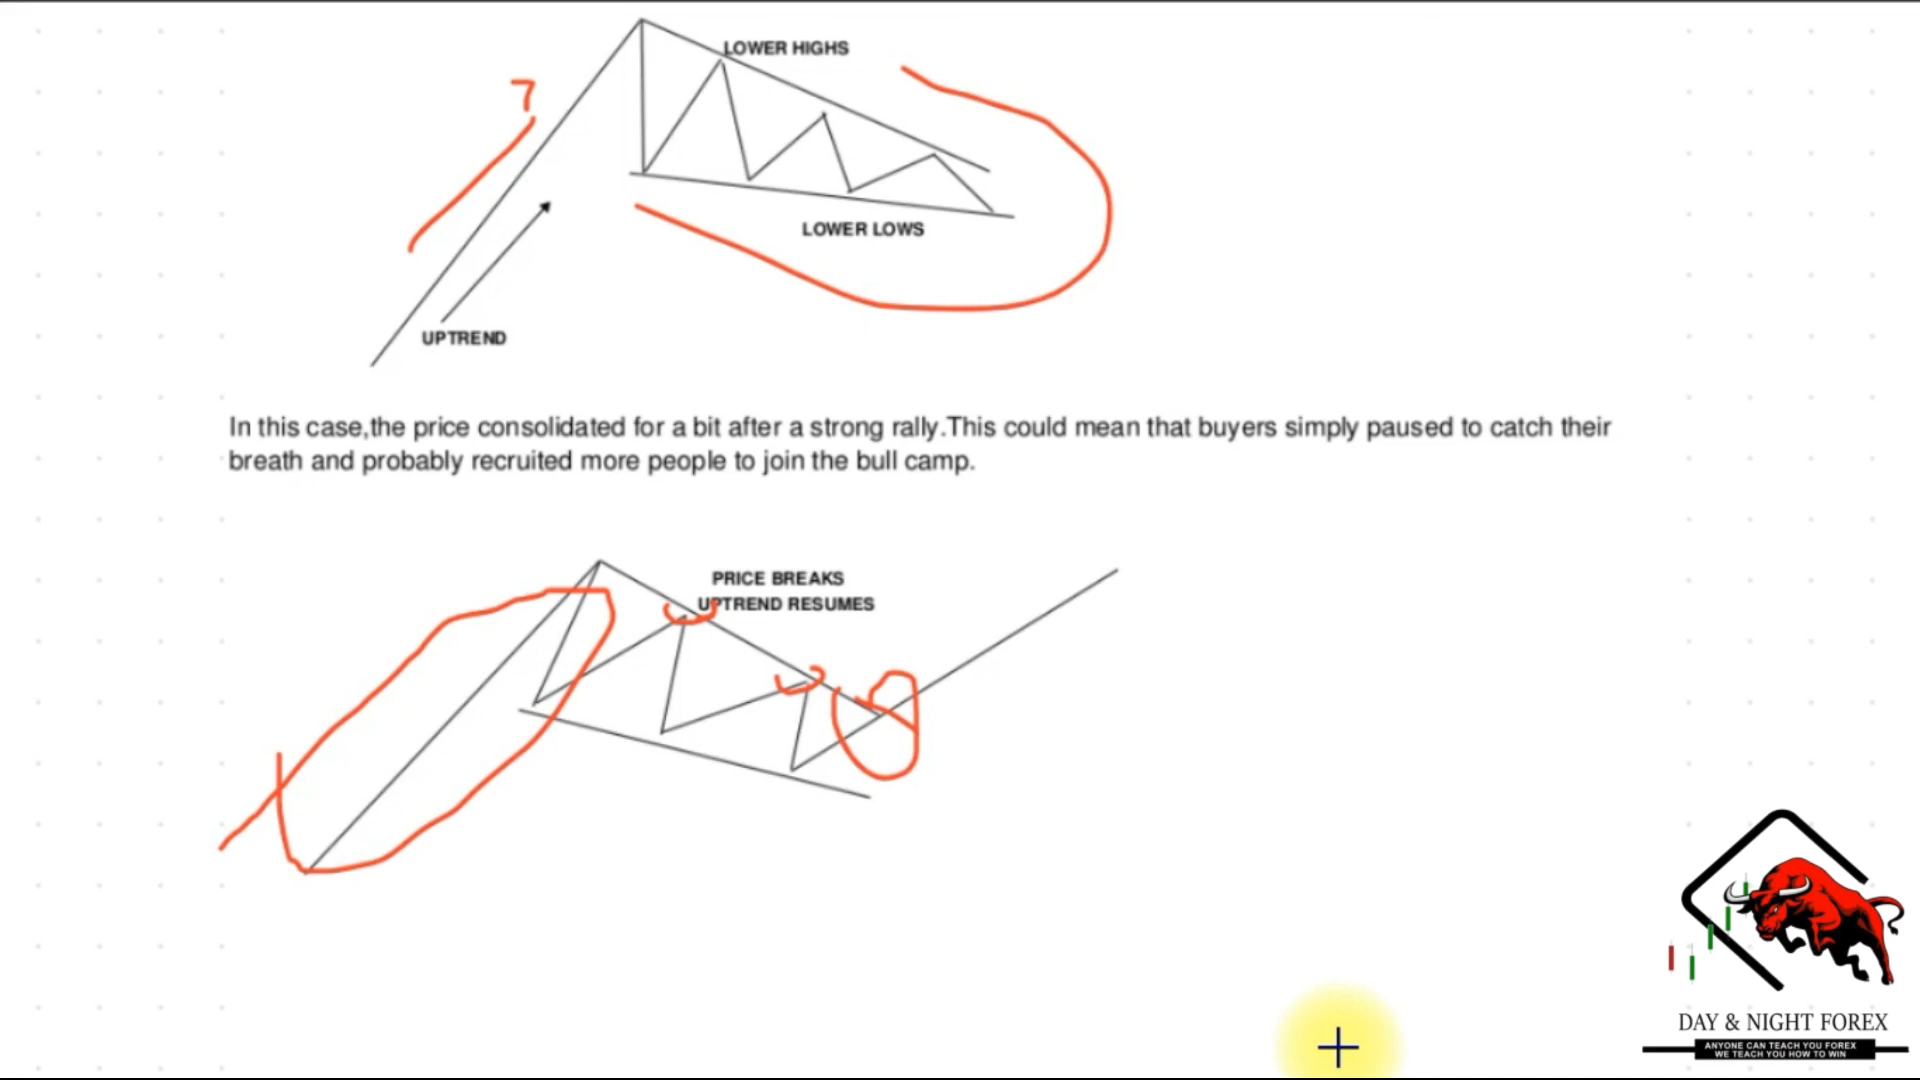 LOWER HIGHS
LOWER LOWS
UPTREND
In this case,the price consolidated for a bit after a strong rally.This could mean that buyers simply paused to catch their
breath and probably recruited more people to join the bull camp.
PRICE BREAKS
UPTREND RESUMES
DAY & NIGHT FOREX
ANYONE CAN TEACH YOU FOREX
WE TEACH YOU HOW TO WIN